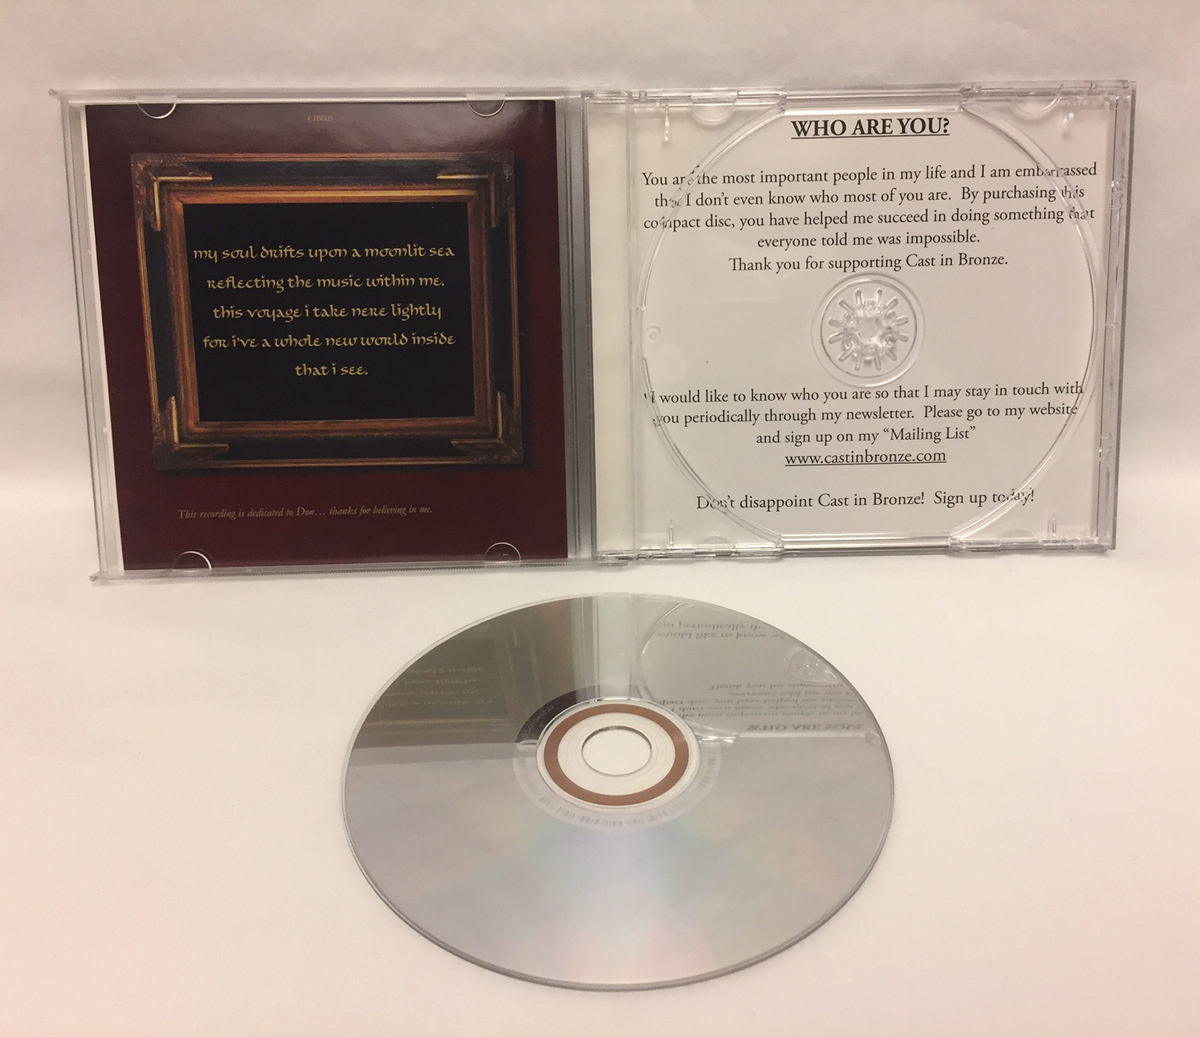 CIB003
my soul drifts upon a moonlit sea
reflecting the music within me.
this voyage i take nere lightly
for i've a whole new world inside
that i see.
This recording is dedicated to Don... thanks for believing in me.
WHO ARE YOU?
You are the most important people in my life and I am embarrassed
that I don't even know who most of you are. By purchasing this
compact disc, you have helped me succeed in doing something that
everyone told me was impossible.
Thank you for supporting Cast in Bronze.
I would like to know who you are so that I may stay in touch with
you periodically through my newsletter. Please go to my website
and sign up on my “Mailing List”
www.castinbronze.com
Don't disappoint Cast in Bronze! Sign up today!